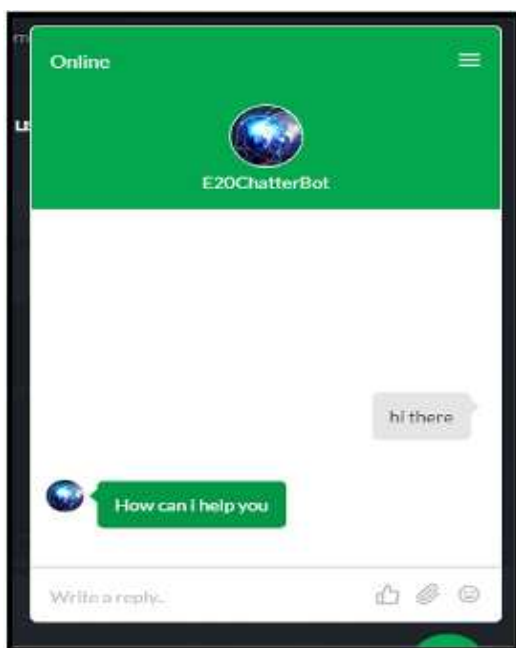 Online
E20ChatterBot
hi there
How can i help you
Write a reply..